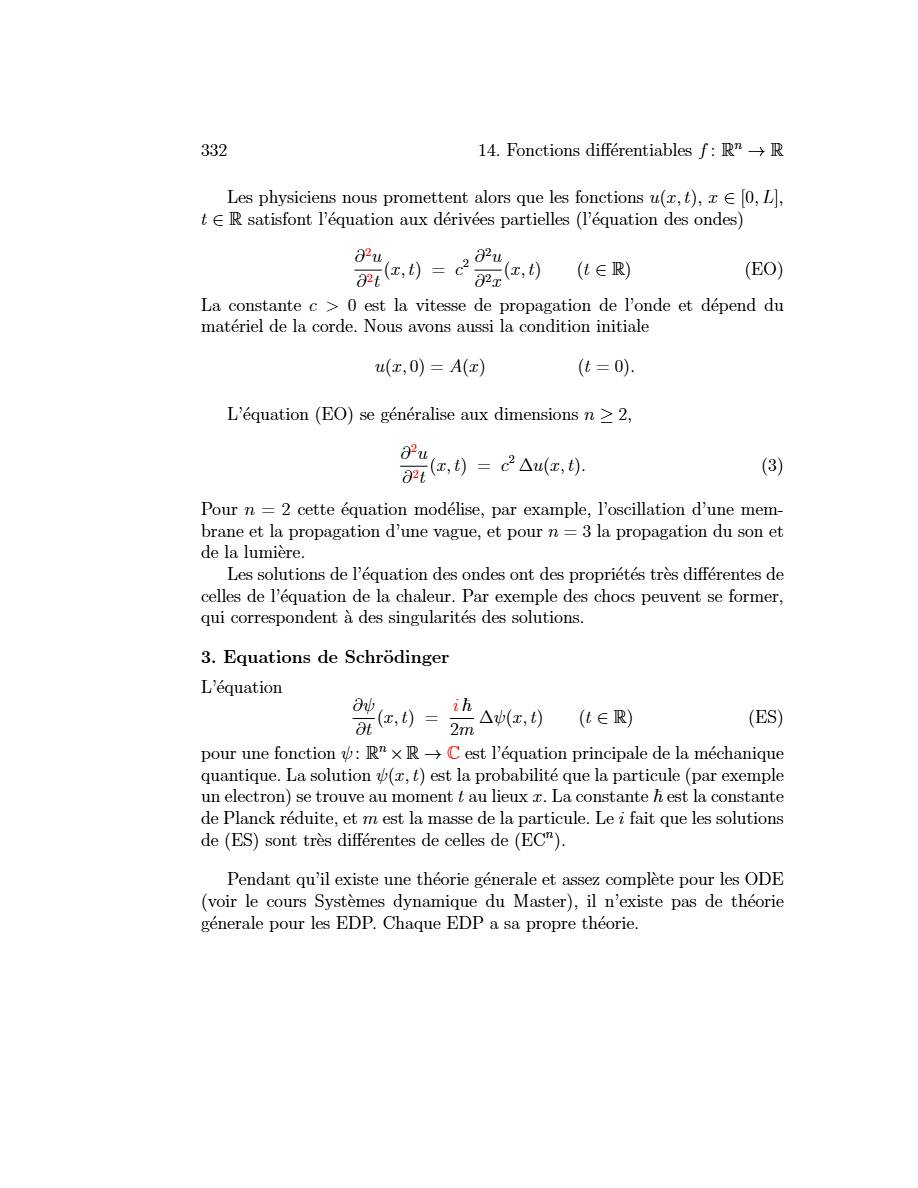 332 14. Fonctions différentiables f : ℝⁿ → ℝ
Les physiciens nous promettent alors que les fonctions u(x, t), x ∈ [0, L],
t ∈ ℝ satisfont l'équation aux dérivées partielles (l'équation des ondes)
∂²u/∂²t (x, t) = c² ∂²u/∂²x (x, t) (t ∈ ℝ) (EO)
La constante c > 0 est la vitesse de propagation de l'onde et dépend du
matériel de la corde. Nous avons aussi la condition initiale
u(x, 0) = A(x) (t = 0).
L'équation (EO) se généralise aux dimensions n ≥ 2,
∂²u/∂²t (x, t) = c² Δu(x, t). (3)
Pour n = 2 cette équation modélise, par example, l'oscillation d'une mem-
brane et la propagation d'une vague, et pour n = 3 la propagation du son et
de la lumière.
Les solutions de l'équation des ondes ont des propriétés très différentes de
celles de l'équation de la chaleur. Par exemple des chocs peuvent se former,
qui correspondent à des singularités des solutions.
3. Equations de Schrödinger
L'équation
∂ψ/∂t (x, t) = iℏ/2m Δψ(x, t) (t ∈ ℝ) (ES)
pour une fonction ψ : ℝⁿ × ℝ → ℂ est l'équation principale de la méchanique
quantique. La solution ψ(x, t) est la probabilité que la particule (par exemple
un electron) se trouve au moment t au lieux x. La constante ℏ est la constante
de Planck réduite, et m est la masse de la particule. Le i fait que les solutions
de (ES) sont très différentes de celles de (ECⁿ).
Pendant qu'il existe une théorie génerale et assez complète pour les ODE
(voir le cours Systèmes dynamique du Master), il n'existe pas de théorie
génerale pour les EDP. Chaque EDP a sa propre théorie.